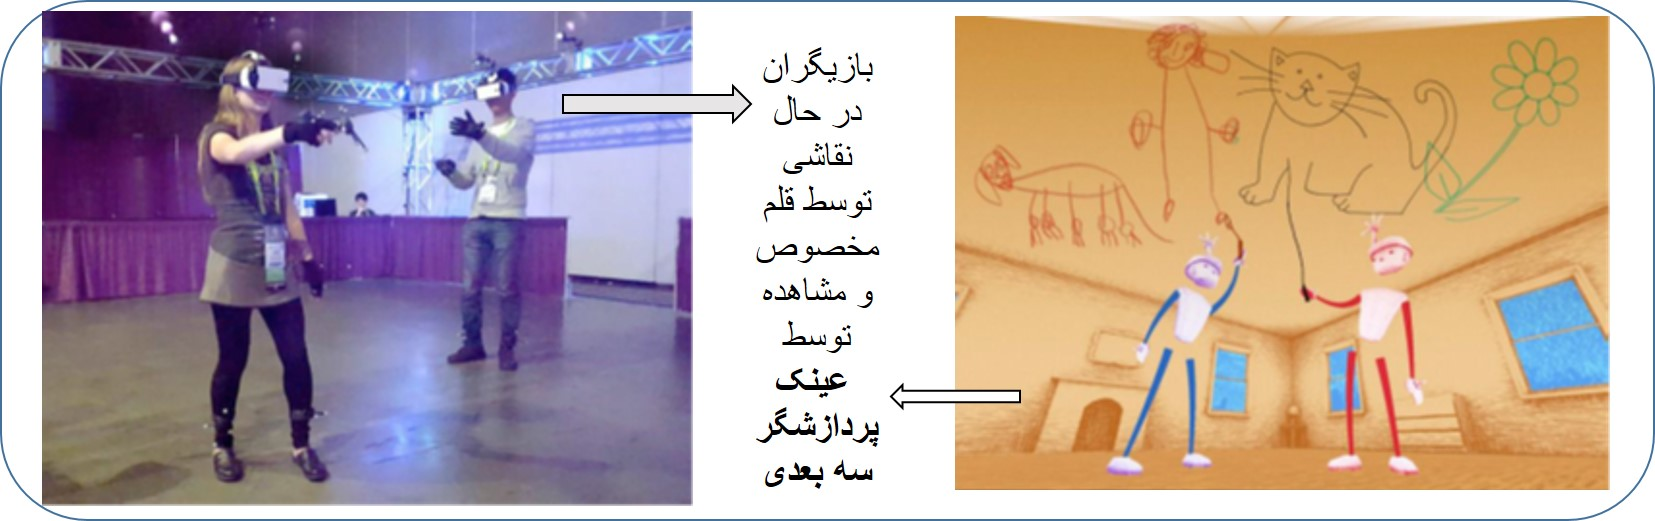 بازیگران
در حال
نقاشی
توسط قلم
مخصوص
و مشاهده
توسط
عینک
پردازشگر
سه بعدی